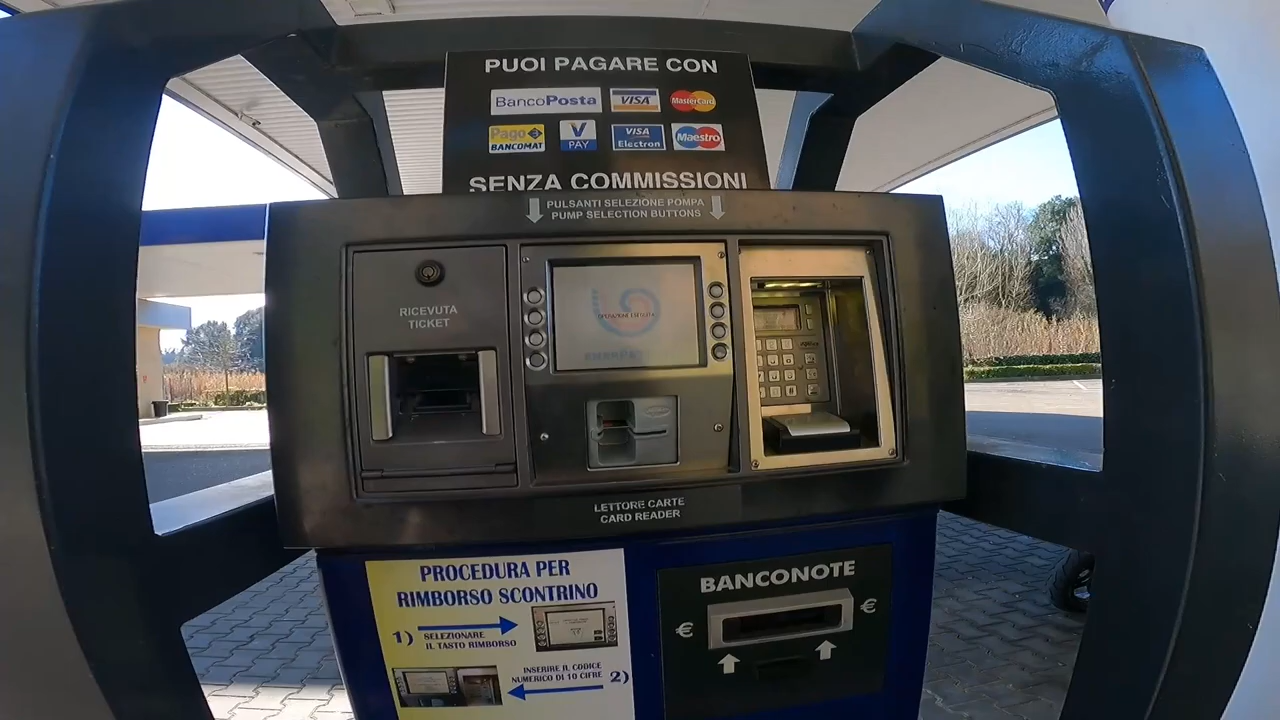 PUOI PAGARE CON
BancoPosta VISA MasterCard
Pago BANCOMAT V PAY VISA Electron Maestro
SENZA COMMISSIONI
PULSANTI SELEZIONE POMPA
PUMP SELECTION BUTTONS
RICEVUTA
TICKET
OPERAZIONE ESEGUITA
LETTORE CARTE
CARD READER
PROCEDURA PER
RIMBORSO SCONTRINO
1) SELEZIONARE
IL TASTO RIMBORSO
INSERIRE IL CODICE
NUMERICO DI 10 CIFRE 2)
BANCONOTE
€ €